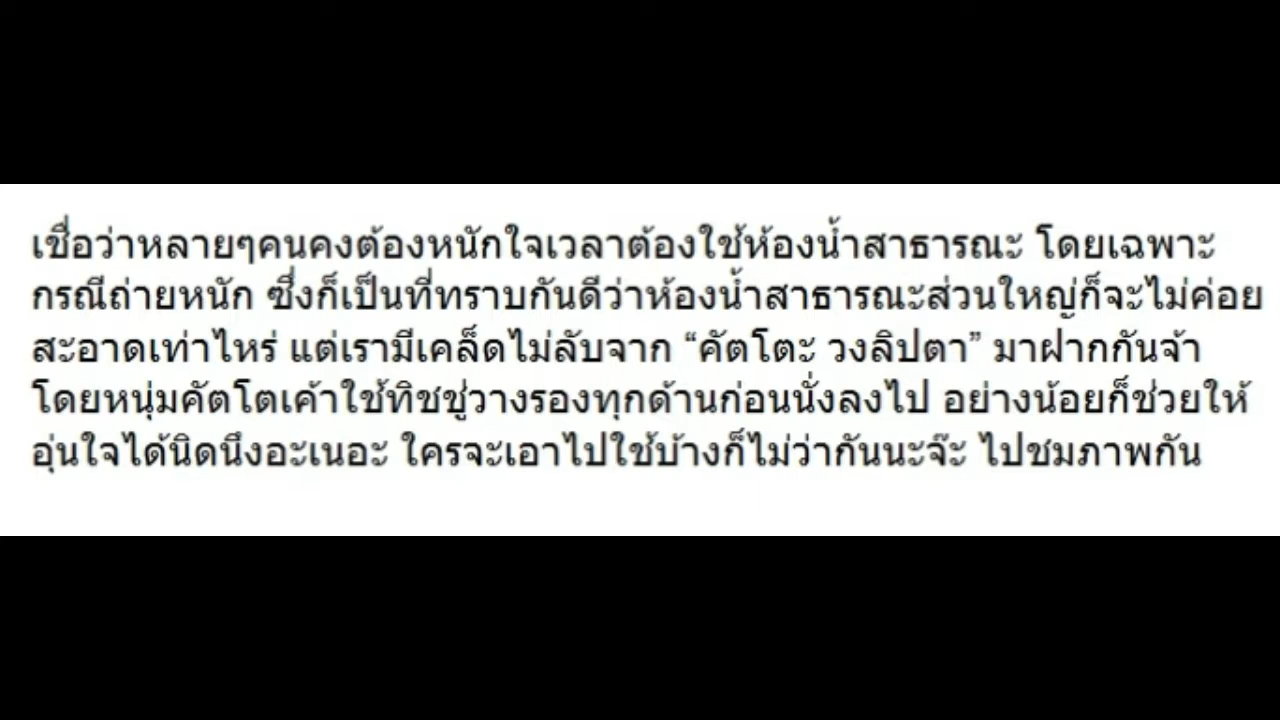 เชื่อว่าหลายๆคนคงต้องหนักใจเวลาต้องใช้ห้องน้ำสาธารณะ โดยเฉพาะ
กรณีถ่ายหนัก ซึ่งก็เป็นที่ทราบกันดีว่าห้องน้ำสาธารณะส่วนใหญ่ก็จะไม่ค่อย
สะอาดเท่าไหร่ แต่เรามีเคล็ดไม่ลับจาก “คัตโตะ วงลิปตา” มาฝากกันจ้า
โดยหนุ่มคัตโตเค้าใช้ทิชชู่วางรองทุกด้านก่อนนั่งลงไป อย่างน้อยก็ช่วยให้
อุ่นใจได้นิดนึงอะเนอะ ใครจะเอาไปใช้บ้างก็ไม่ว่ากันนะจ๊ะ ไปชมภาพกัน